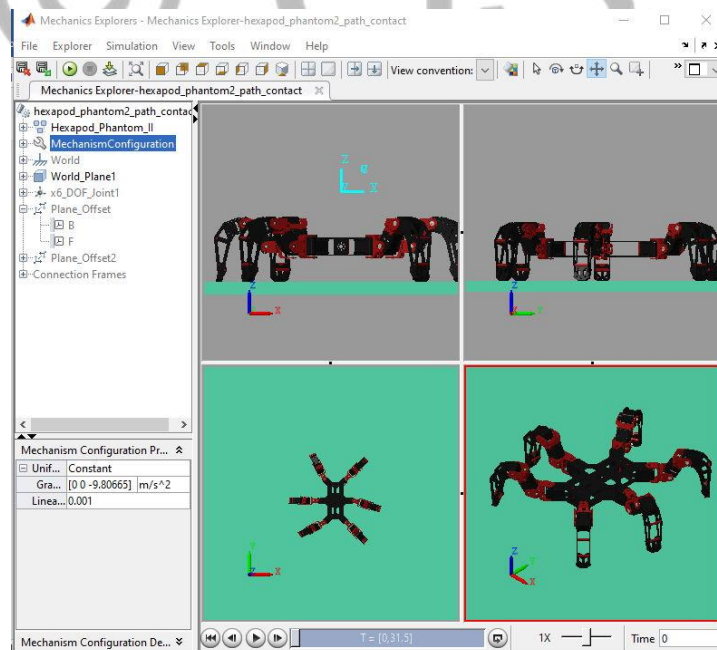 Mechanics Explorers - Mechanics Explorer-hexapod_phantom2_path_contact
File Explorer Simulation View Tools Window Help
View convention:
Mechanics Explorer-hexapod_phantom2_path_contact
hexapod_phantom2_path_contac
Hexapod_Phantom_II
MechanismConfiguration
World
World_Plane1
x6_DOF_Joint1
Plane_Offset
B
F
Plane_Offset2
Connection Frames
Z
X
Z
X
Z
Y
X
Z
Y
X
Mechanism Configuration Pr...
Unif... Constant
Gra... [0 0 -9.80665] m/s^2
Linea... 0.001
Mechanism Configuration De...
T = [0,31.5]
1X
Time 0